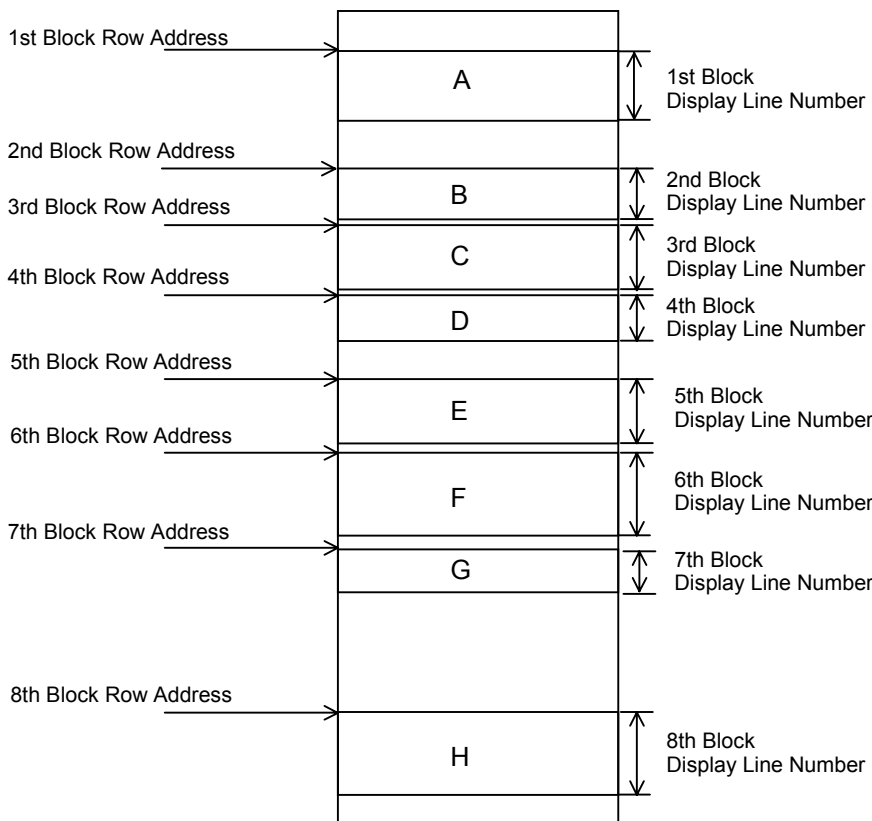 1st Block Row Address
A
1st Block
Display Line Number
2nd Block Row Address
B
2nd Block
Display Line Number
3rd Block Row Address
C
3rd Block
Display Line Number
4th Block Row Address
D
4th Block
Display Line Number
5th Block Row Address
E
5th Block
Display Line Number
6th Block Row Address
F
6th Block
Display Line Number
7th Block Row Address
G
7th Block
Display Line Number
8th Block Row Address
H
8th Block
Display Line Number